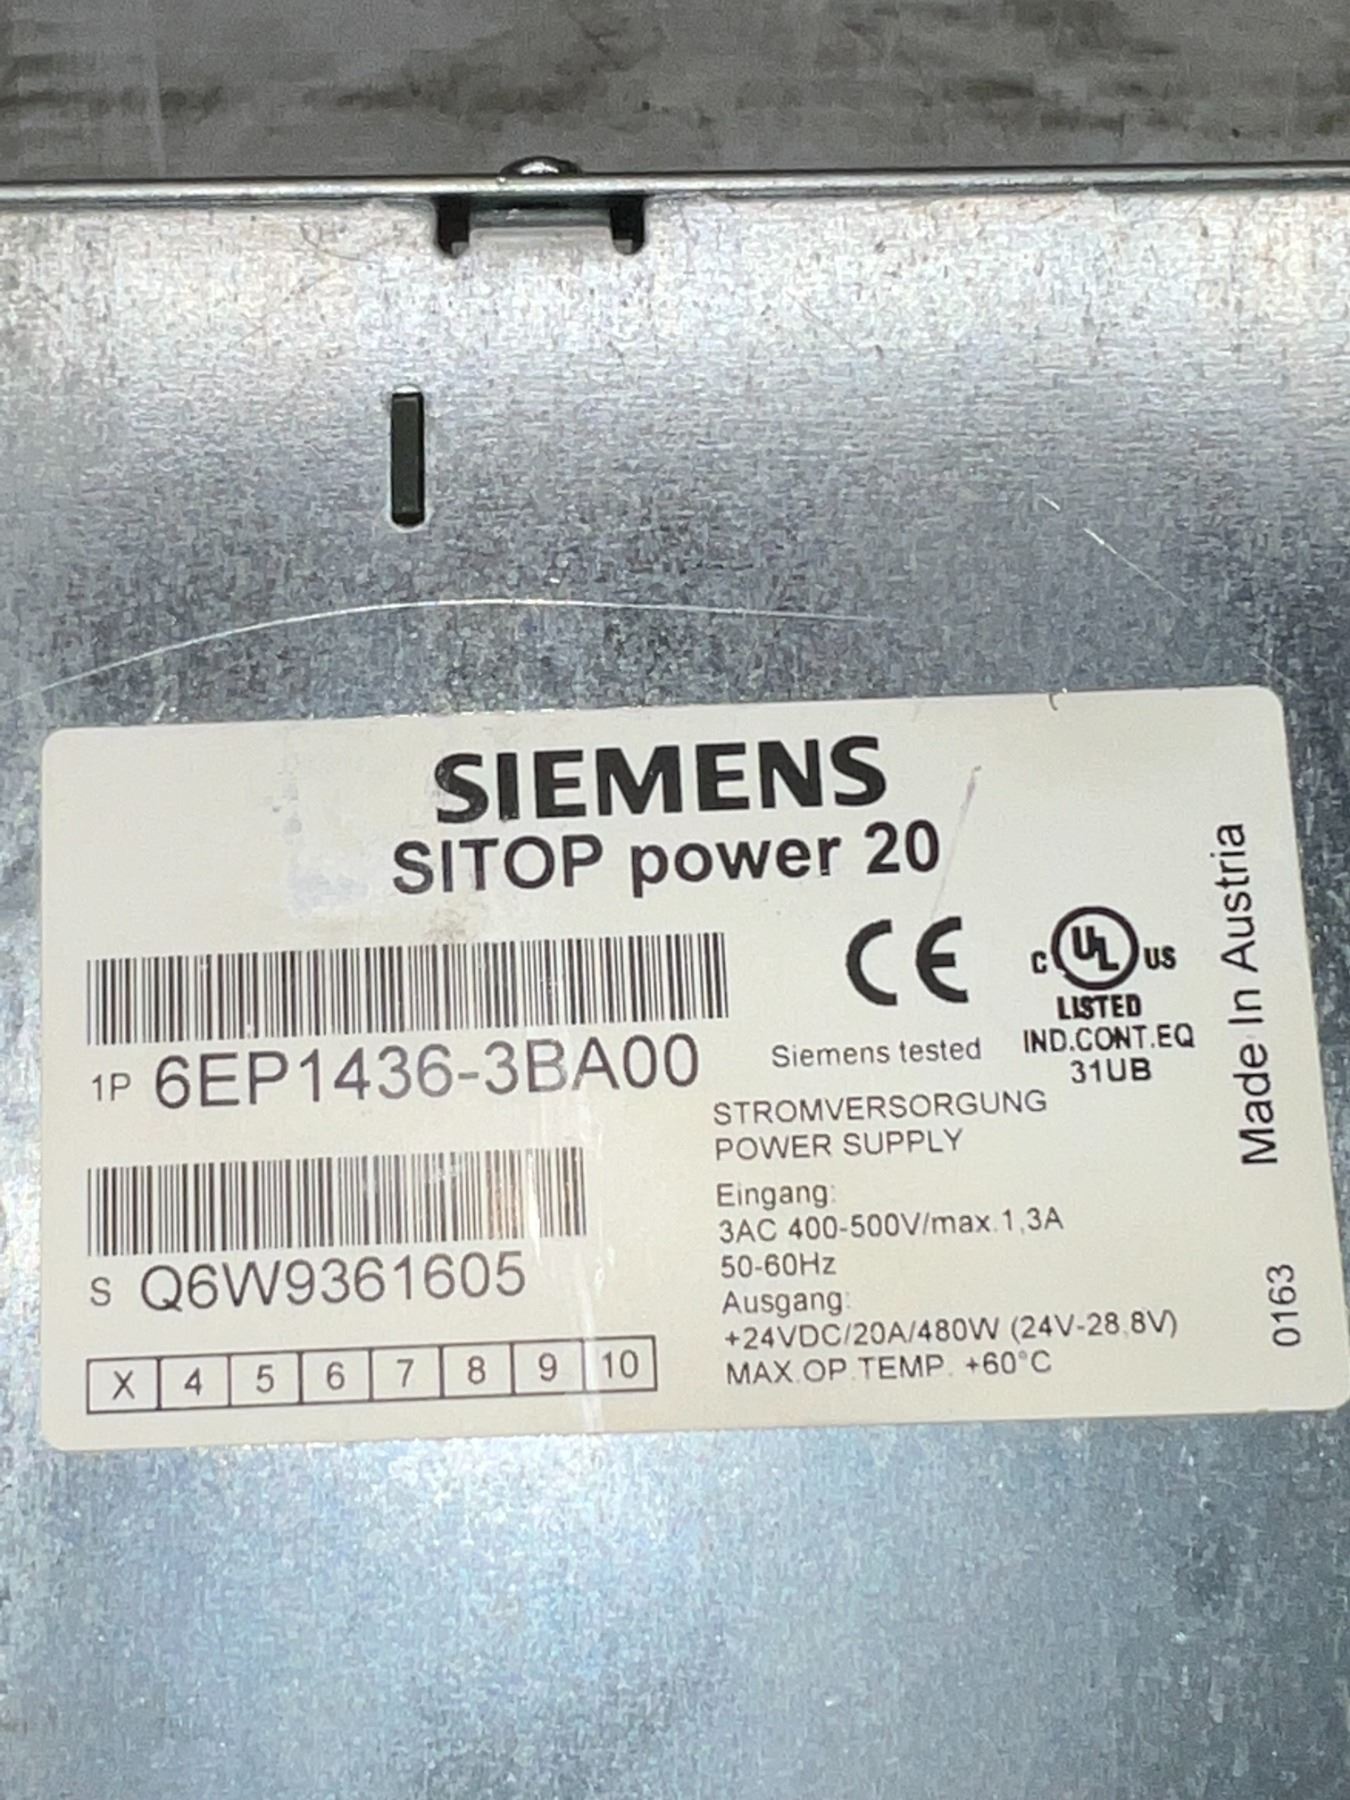 SIEMENS
SITOP power 20
1P 6EP1436-3BA00
S Q6W9361605
X 4 5 6 7 8 9 10
CE
Siemens tested
C UL US
LISTED
IND.CONT.EQ
31UB
STROMVERSORGUNG
POWER SUPPLY
Eingang:
3AC 400-500V/max.1,3A
50-60Hz
Ausgang:
+24VDC/20A/480W (24V-28,8V)
MAX.OP.TEMP. +60°C
Made In Austria
0163